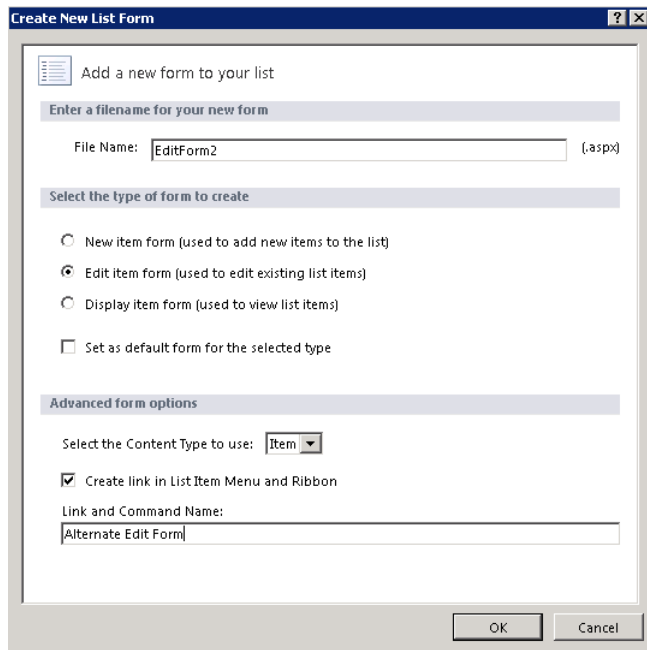 Create New List Form
Add a new form to your list
Enter a filename for your new form
File Name: EditForm2 (.aspx)
Select the type of form to create
New item form (used to add new items to the list)
Edit item form (used to edit existing list items)
Display item form (used to view list items)
Set as default form for the selected type
Advanced form options
Select the Content Type to use: Item
Create link in List Item Menu and Ribbon
Link and Command Name:
Alternate Edit Form
OK Cancel